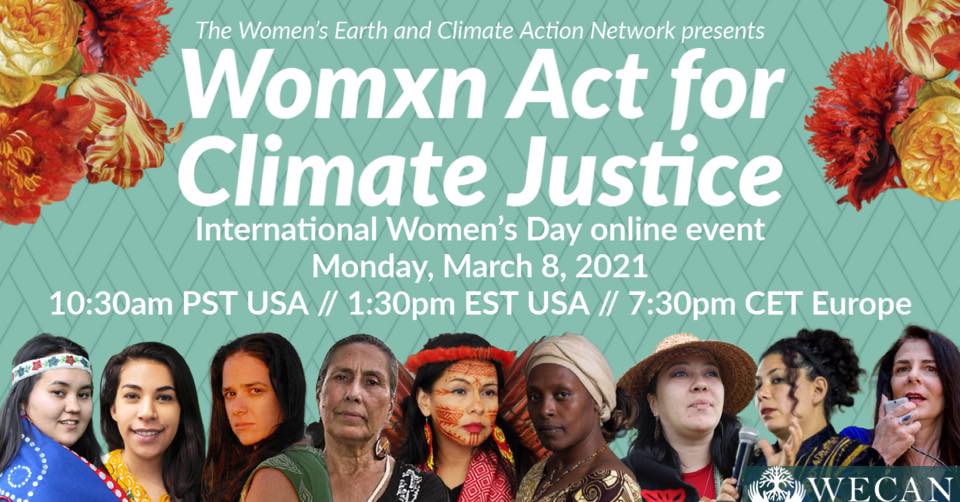 The Women's Earth and Climate Action Network presents
Womxn Act for
Climate Justice
International Women's Day online event
Monday, March 8, 2021
10:30am PST USA // 1:30pm EST USA // 7:30pm CET Europe
WECAN